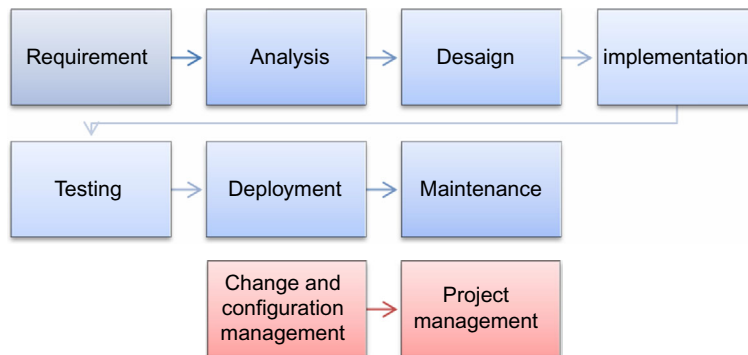 Requirement
Analysis
Desaign
implementation
Testing
Deployment
Maintenance
Change and
configuration
management
Project
management